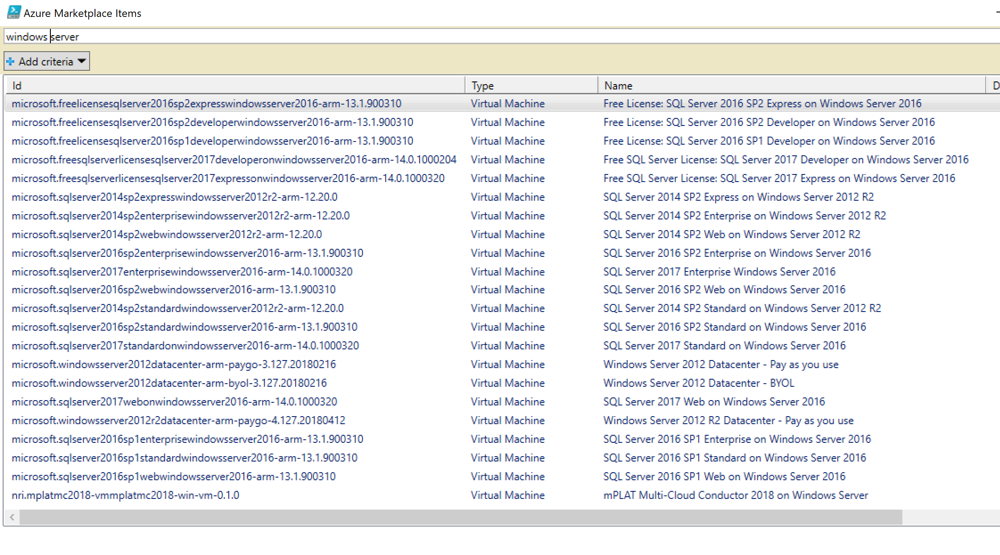 Azure Marketplace Items
windows server
Add criteria
Id Type Name D
microsoft.freelicensesqlserver2016sp2expresswindowsserver2016-arm-13.1.900310 Virtual Machine Free License: SQL Server 2016 SP2 Express on Windows Server 2016
microsoft.freelicensesqlserver2016sp2developerwindowsserver2016-arm-13.1.900310 Virtual Machine Free License: SQL Server 2016 SP2 Developer on Windows Server 2016
microsoft.freelicensesqlserver2016sp1developerwindowsserver2016-arm-13.1.900310 Virtual Machine Free License: SQL Server 2016 SP1 Developer on Windows Server 2016
microsoft.freesqlserverlicensesqlserver2017developeronwindowsserver2016-arm-14.0.1000204 Virtual Machine Free SQL Server License: SQL Server 2017 Developer on Windows Server 2016
microsoft.freesqlserverlicensesqlserver2017expressonwindowsserver2016-arm-14.0.1000320 Virtual Machine Free SQL Server License: SQL Server 2017 Express on Windows Server 2016
microsoft.sqlserver2014sp2expresswindowsserver2012r2-arm-12.20.0 Virtual Machine SQL Server 2014 SP2 Express on Windows Server 2012 R2
microsoft.sqlserver2014sp2enterprisewindowsserver2012r2-arm-12.20.0 Virtual Machine SQL Server 2014 SP2 Enterprise on Windows Server 2012 R2
microsoft.sqlserver2014sp2webwindowsserver2012r2-arm-12.20.0 Virtual Machine SQL Server 2014 SP2 Web on Windows Server 2012 R2
microsoft.sqlserver2016sp2enterprisewindowsserver2016-arm-13.1.900310 Virtual Machine SQL Server 2016 SP2 Enterprise on Windows Server 2016
microsoft.sqlserver2017enterprisewindowsserver2016-arm-14.0.1000320 Virtual Machine SQL Server 2017 Enterprise Windows Server 2016
microsoft.sqlserver2016sp2webwindowsserver2016-arm-13.1.900310 Virtual Machine SQL Server 2016 SP2 Web on Windows Server 2016
microsoft.sqlserver2014sp2standardwindowsserver2012r2-arm-12.20.0 Virtual Machine SQL Server 2014 SP2 Standard on Windows Server 2012 R2
microsoft.sqlserver2016sp2standardwindowsserver2016-arm-13.1.900310 Virtual Machine SQL Server 2016 SP2 Standard on Windows Server 2016
microsoft.sqlserver2017standardonwindowsserver2016-arm-14.0.1000320 Virtual Machine SQL Server 2017 Standard on Windows Server 2016
microsoft.windowsserver2012datacenter-arm-paygo-3.127.20180216 Virtual Machine Windows Server 2012 Datacenter - Pay as you use
microsoft.windowsserver2012datacenter-arm-byol-3.127.20180216 Virtual Machine Windows Server 2012 Datacenter - BYOL
microsoft.sqlserver2017webonwindowsserver2016-arm-14.0.1000320 Virtual Machine SQL Server 2017 Web on Windows Server 2016
microsoft.windowsserver2012r2datacenter-arm-paygo-4.127.20180412 Virtual Machine Windows Server 2012 R2 Datacenter - Pay as you use
microsoft.sqlserver2016sp1enterprisewindowsserver2016-arm-13.1.900310 Virtual Machine SQL Server 2016 SP1 Enterprise on Windows Server 2016
microsoft.sqlserver2016sp1standardwindowsserver2016-arm-13.1.900310 Virtual Machine SQL Server 2016 SP1 Standard on Windows Server 2016
microsoft.sqlserver2016sp1webwindowsserver2016-arm-13.1.900310 Virtual Machine SQL Server 2016 SP1 Web on Windows Server 2016
nri.mplatmc2018-vmmplatmc2018-win-vm-0.1.0 Virtual Machine mPLAT Multi-Cloud Conductor 2018 on Windows Server